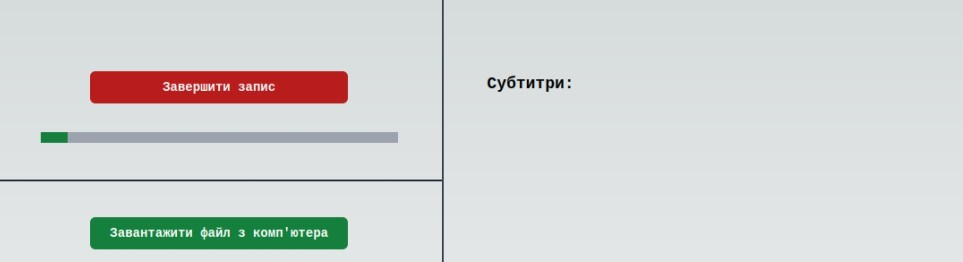 Завершити запис
Субтитри:
Завантажити файл з комп'ютера